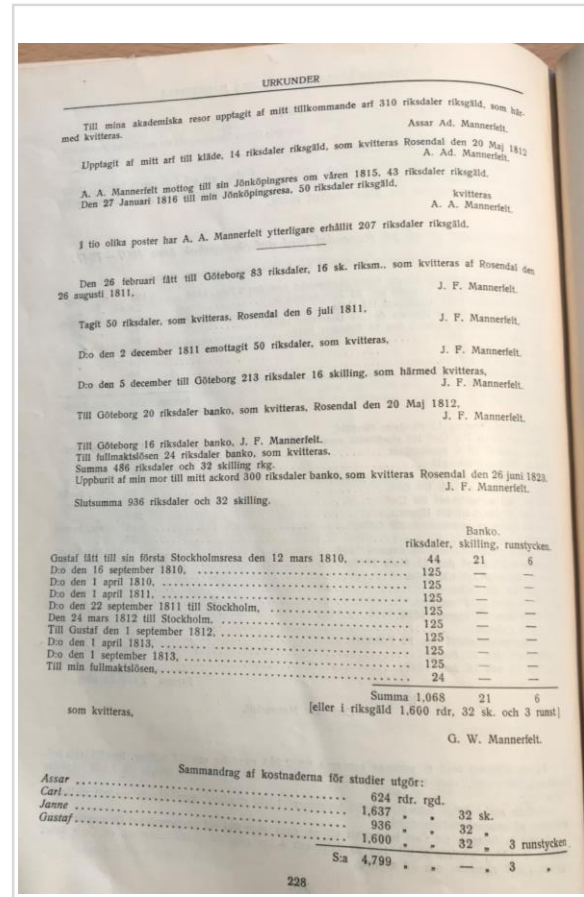 URKUNDER
Till mina akademiska resor upptagit af mitt tillkommande arf 310 riksdaler riksgäld, som här-
med kvitteras.
Assar Ad. Mannerfelt.
Upptagit af mitt arf till kläde, 14 riksdaler riksgäld, som kvitteras Rosendal den 20 Maj 1812
A. Ad. Mannerfelt.
A. A. Mannerfelt mottog till sin Jönköpingsres om våren 1815, 43 riksdaler riksgäld.
Den 27 Januari 1816 till min Jönköpingsresa, 50 riksdaler riksgäld,
kvitteras
A. A. Mannerfelt.
I tio olika poster har A. A. Mannerfelt ytterligare erhållit 207 riksdaler riksgäld.
Den 26 februari fått till Göteborg 83 riksdaler, 16 sk. riksm., som kvitteras af Rosendal den
26 augusti 1811,
J. F. Mannerfelt.
Tagit 50 riksdaler, som kvitteras, Rosendal den 6 juli 1811,
J. F. Mannerfelt.
D:o den 2 december 1811 emottagit 50 riksdaler, som kvitteras,
J. F. Mannerfelt.
D:o den 5 december till Göteborg 213 riksdaler 16 skilling, som härmed kvitteras,
J. F. Mannerfelt.
Till Göteborg 20 riksdaler banko, som kvitteras, Rosendal den 20 Maj 1812,
J. F. Mannerfelt.
Till Göteborg 16 riksdaler banko, J. F. Mannerfelt.
Till fullmaktslösen 24 riksdaler banko, som kvitteras.
Summa 486 riksdaler och 32 skilling rkg.
Uppburit af min mor till mitt ackord 300 riksdaler banko, som kvitteras Rosendal den 26 juni 1823.
J. F. Mannerfelt.
Slutsumma 936 riksdaler och 32 skilling.
Banko.
riksdaler, skilling, runstycken.
Gustaf fått till sin första Stockholmsresa den 12 mars 1810, ........ 44 21 6
D:o den 16 september 1810, ........ 125 — —
D:o den 1 april 1810, ........ 125 — —
D:o den 1 april 1811, ........ 125 — —
D:o den 22 september 1811 till Stockholm, ........ 125 — —
Den 24 mars 1812 till Stockholm, ........ 125 — —
Till Gustaf den 1 september 1812, ........ 125 — —
D:o den 1 april 1813, ........ 125 — —
D:o den 1 september 1813, ........ 125 — —
Till min fullmaktslösen, ........ 24 — —
Summa 1,068 21 6
som kvitteras, [eller i riksgäld 1,600 rdr, 32 sk. och 3 runst]
G. W. Mannerfelt.
Sammandrag af kostnaderna för studier utgör:
Assar ........ 624 rdr. rgd.
Carl ........ 1,637 „ „ 32 sk.
Janne ........ 936 „ „ 32 „
Gustaf ........ 1,600 „ „ 32 „ 3 runstycken.
S:a 4,799 „ „ — „ 3 „
228